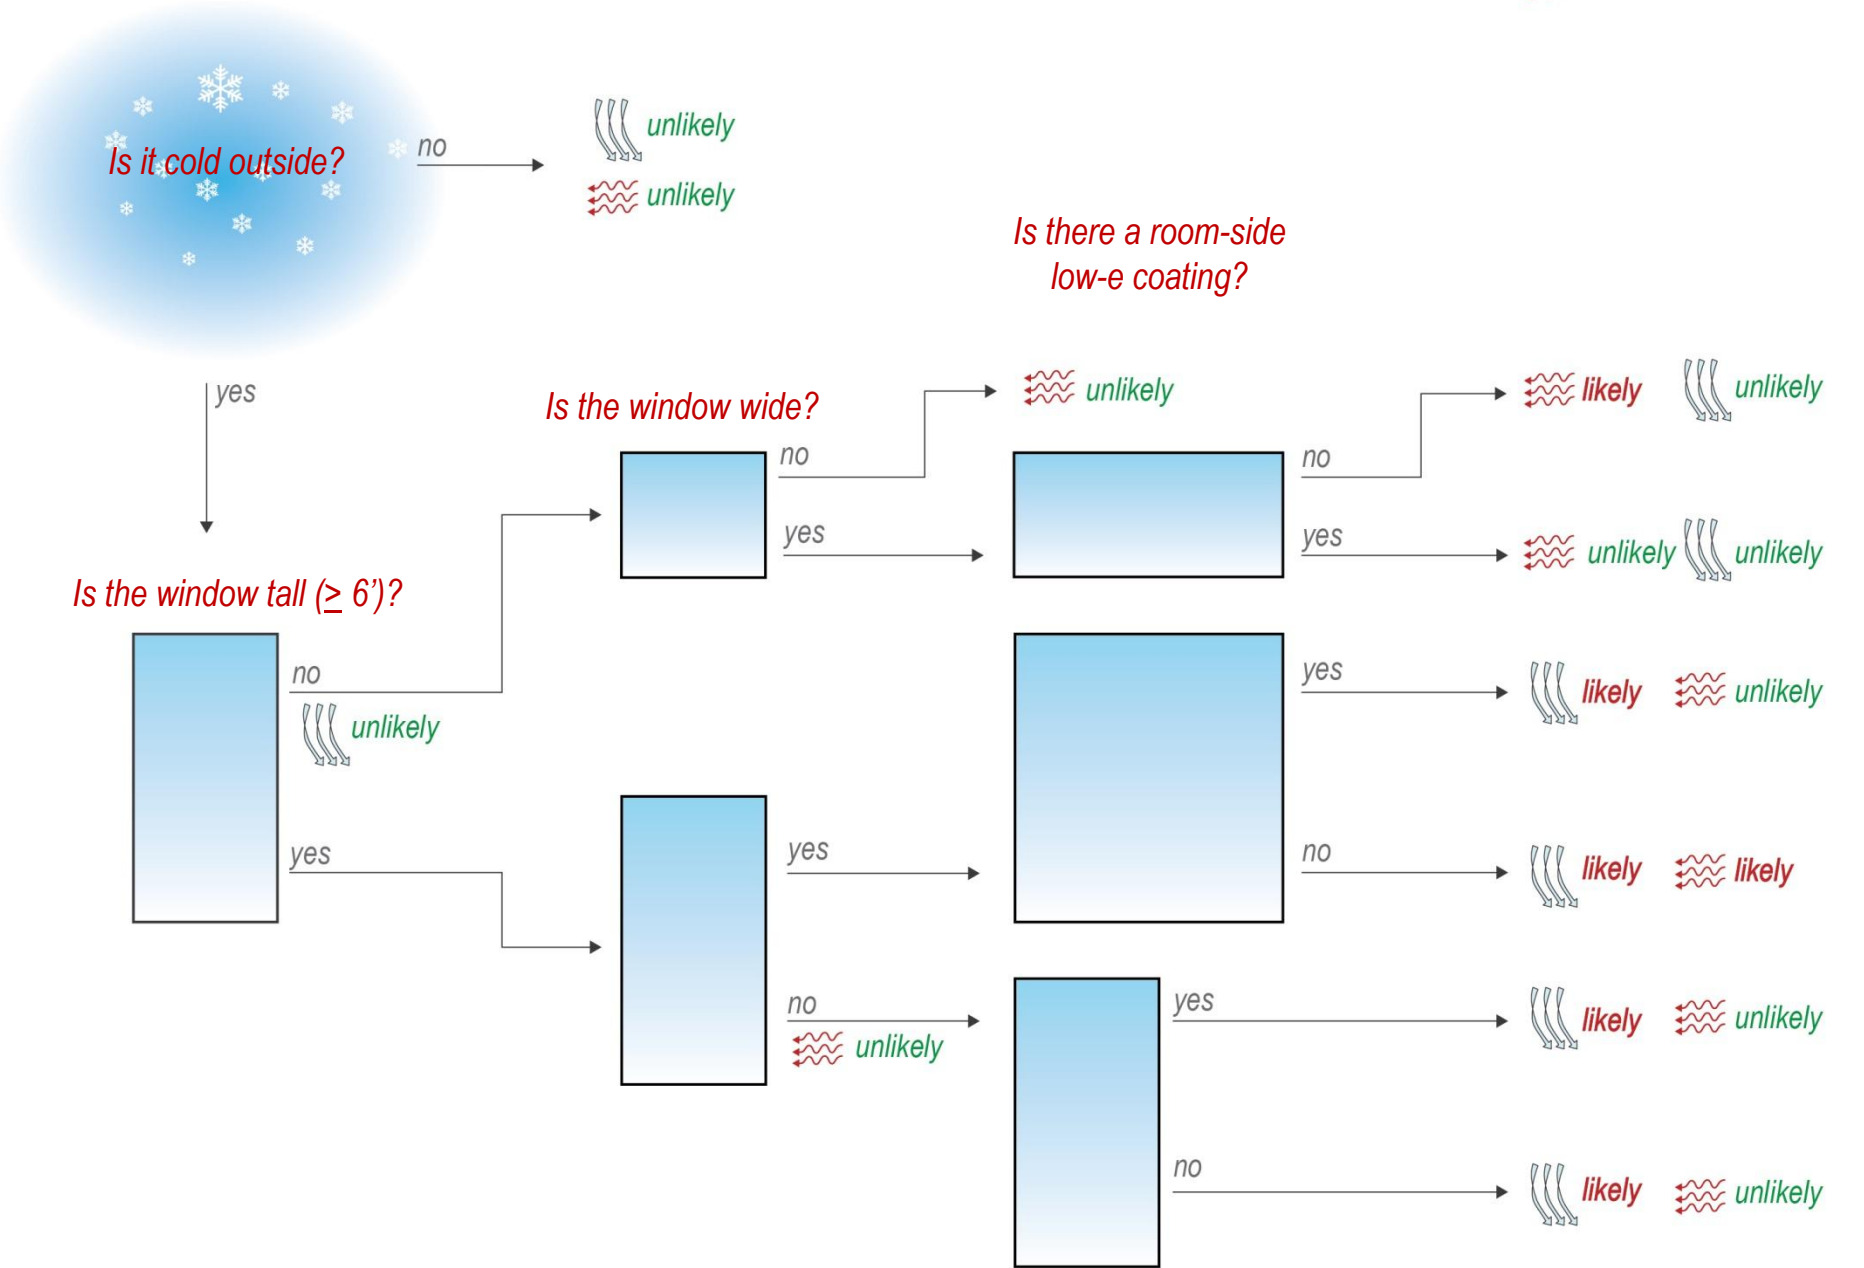 Is it cold outside?
no
unlikely
unlikely
Is there a room-side
low-e coating?
yes
Is the window wide?
unlikely
likely
unlikely
no
no
yes
yes
unlikely
unlikely
Is the window tall (≥ 6’)?
no
unlikely
yes
likely
unlikely
yes
yes
no
likely
likely
no
unlikely
yes
likely
unlikely
no
likely
unlikely